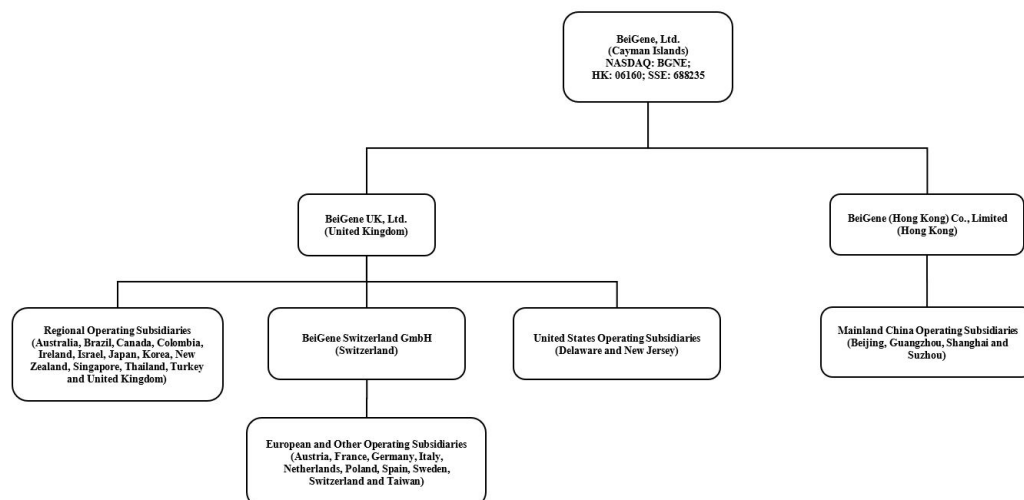 BeiGene, Ltd.
(Cayman Islands)
NASDAQ: BGNE;
HK: 06160; SSE: 688235
BeiGene UK, Ltd.
(United Kingdom)
BeiGene (Hong Kong) Co., Limited
(Hong Kong)
Regional Operating Subsidiaries
(Australia, Brazil, Canada, Colombia,
Ireland, Israel, Japan, Korea, New
Zealand, Singapore, Thailand, Turkey
and United Kingdom)
BeiGene Switzerland GmbH
(Switzerland)
United States Operating Subsidiaries
(Delaware and New Jersey)
Mainland China Operating Subsidiaries
(Beijing, Guangzhou, Shanghai and
Suzhou)
European and Other Operating Subsidiaries
(Austria, France, Germany, Italy,
Netherlands, Poland, Spain, Sweden,
Switzerland and Taiwan)